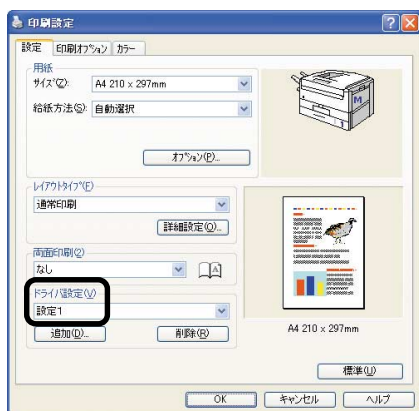 印刷設定
設定 印刷オプション カラー
用紙
サイズ(Z): A4 210 x 297mm
給紙方法(S): 自動選択
オプション(P)...
レイアウトタイプ(F)
通常印刷
詳細設定(O)...
両面印刷(2)
なし
ドライバ設定(V)
設定1
追加(D)...
削除(R)
M
1
A
A4 210 x 297mm
標準(U)
OK キャンセル ヘルプ